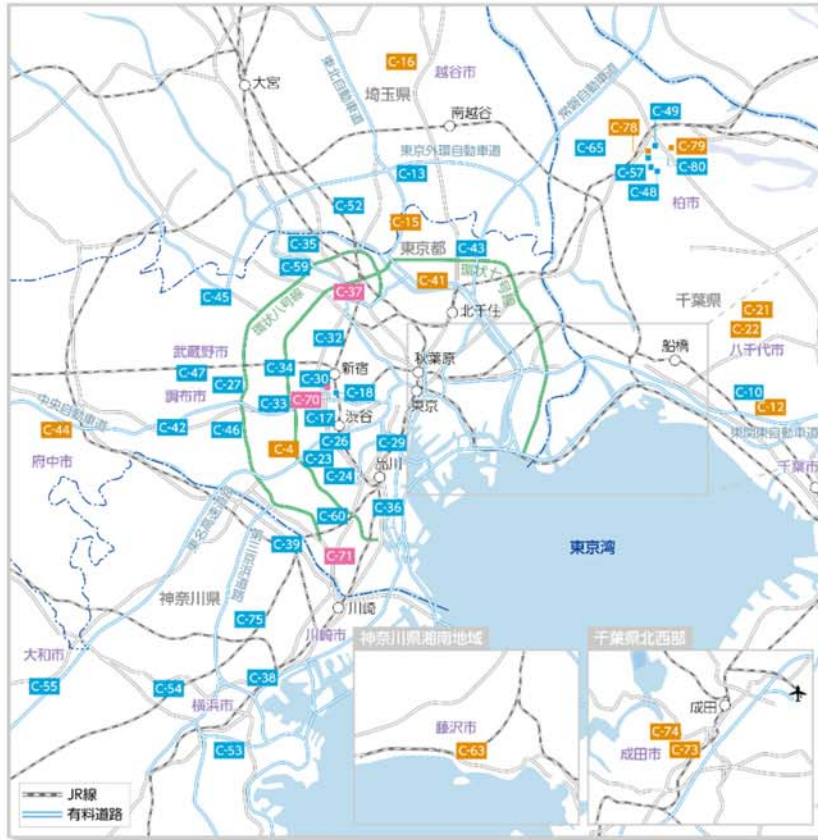 C-16
越谷市
大宮
東北自動車道
埼玉県
常磐自動車道
C-49
南越谷
C-78
C-65
C-79
東京外環自動車道
C-57
C-80
C-13
C-48
柏市
C-52
C-15
C-35
東京都
C-43
C-59
環状七号線
C-41
C-45
C-37
千葉県
環状八号線
北千住
C-21
C-22
C-32
武蔵野市
船橋
八千代市
C-34
新宿
秋葉原
C-47
C-30
C-27
C-18
C-10
調布市
C-33
C-70
東京
C-12
中央自動車道
C-17
渋谷
C-44
C-42
C-46
東関東自動車道
C-26
C-29
府中市
C-4
C-23
千葉市
C-24
品川
東名高速道路
C-36
C-60
第三京浜道路
C-39
東京湾
C-71
神奈川県
川崎
C-75
川崎市
神奈川県湘南地域
千葉県北西部
大和市
C-38
C-55
C-54
横浜市
成田
藤沢市
C-74
C-53
C-63
成田市
C-73
JR線
有料道路